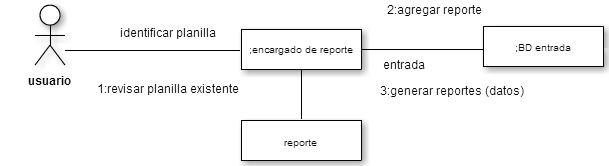 2:agregar reporte
identificar planilla
;encargado de reporte
;BD entrada
entrada
usuario
1:revisar planilla existente
3:generar reportes (datos)
reporte